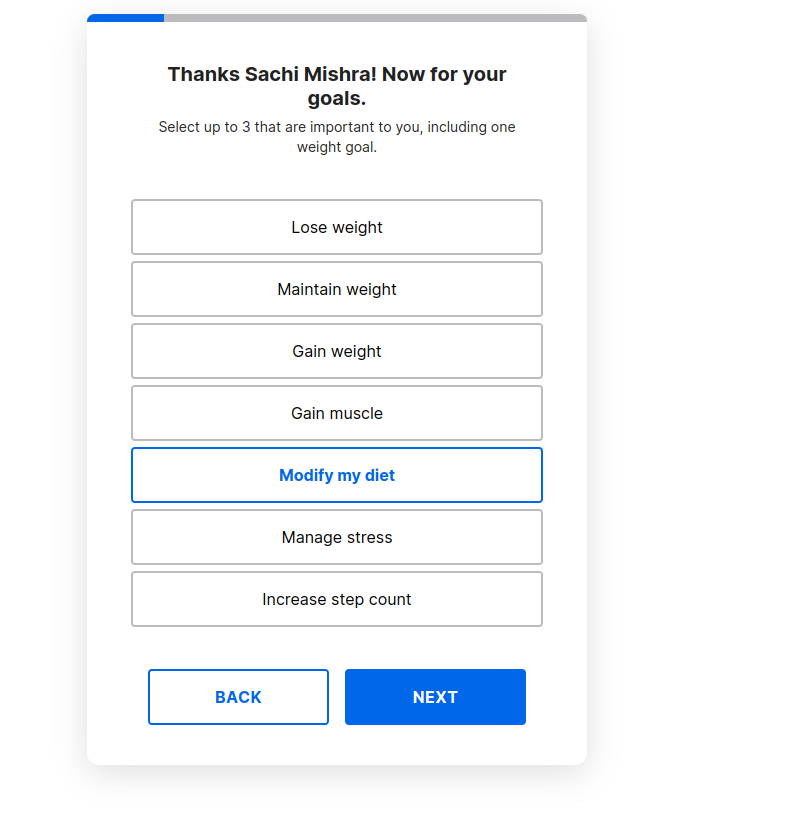 Thanks Sachi Mishra! Now for your
goals.
Select up to 3 that are important to you, including one
weight goal.
Lose weight
Maintain weight
Gain weight
Gain muscle
Modify my diet
Manage stress
Increase step count
BACK
NEXT